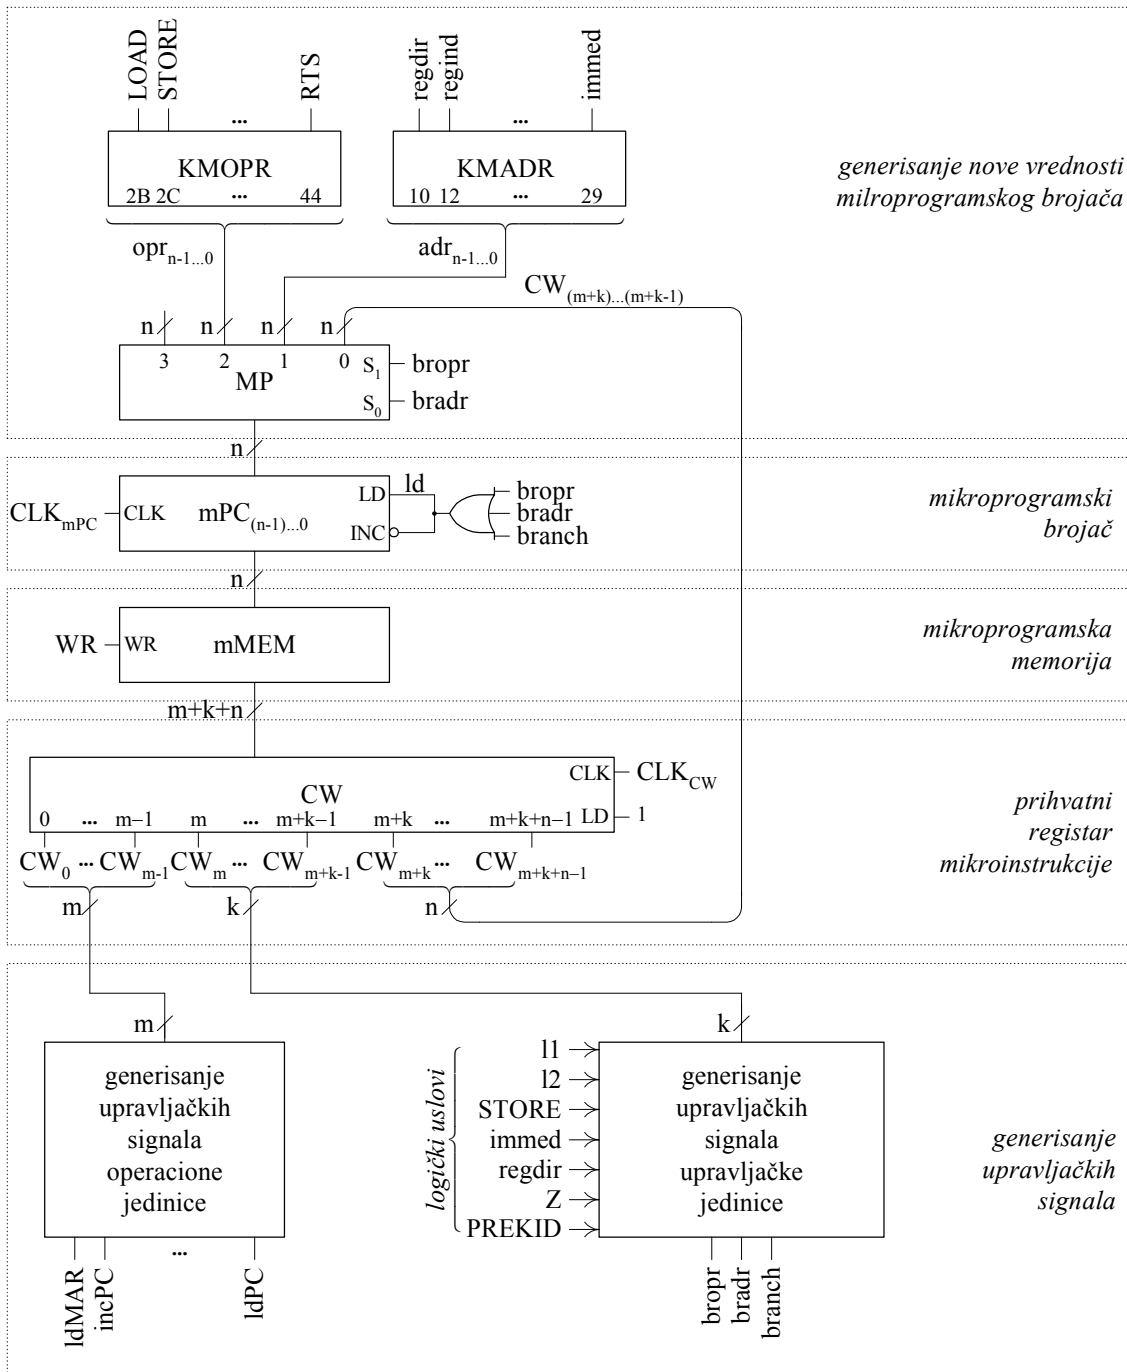 LOAD
STORE
...
RTS
regdir
regind
...
immed
KMOPR
2B 2C ... 44
KMADR
10 12 ... 29
generisanje nove vrednosti
milroprogramskog brojača
opr n-1...0
adr n-1...0
CW (m+k)...(m+k-1)
n n n n
3 2 1 0
MP
S1 bropr
S0 bradr
n
CLK mPC
CLK
mPC (n-1)...0
LD
INC
ld
bropr
bradr
branch
mikroprogramski
brojač
n
WR
WR
mMEM
mikroprogramska
memorija
m+k+n
CLK
CLK CW
CW
0 ... m–1 m ... m+k–1 m+k ... m+k+n–1
LD
1
CW0 ... CWm-1 CWm ... CWm+k-1 CWm+k ... CWm+k+n–1
prihvatni
registar
mikroinstrukcije
m
k
n
m
k
generisanje
upravljačkih
signala
operacione
jedinice
...
ldMAR
incPC
ldPC
logički uslovi
l1
l2
STORE
immed
regdir
Z
PREKID
generisanje
upravljačkih
signala
upravljačke
jedinice
bropr
bradr
branch
generisanje
upravljačkih
signala